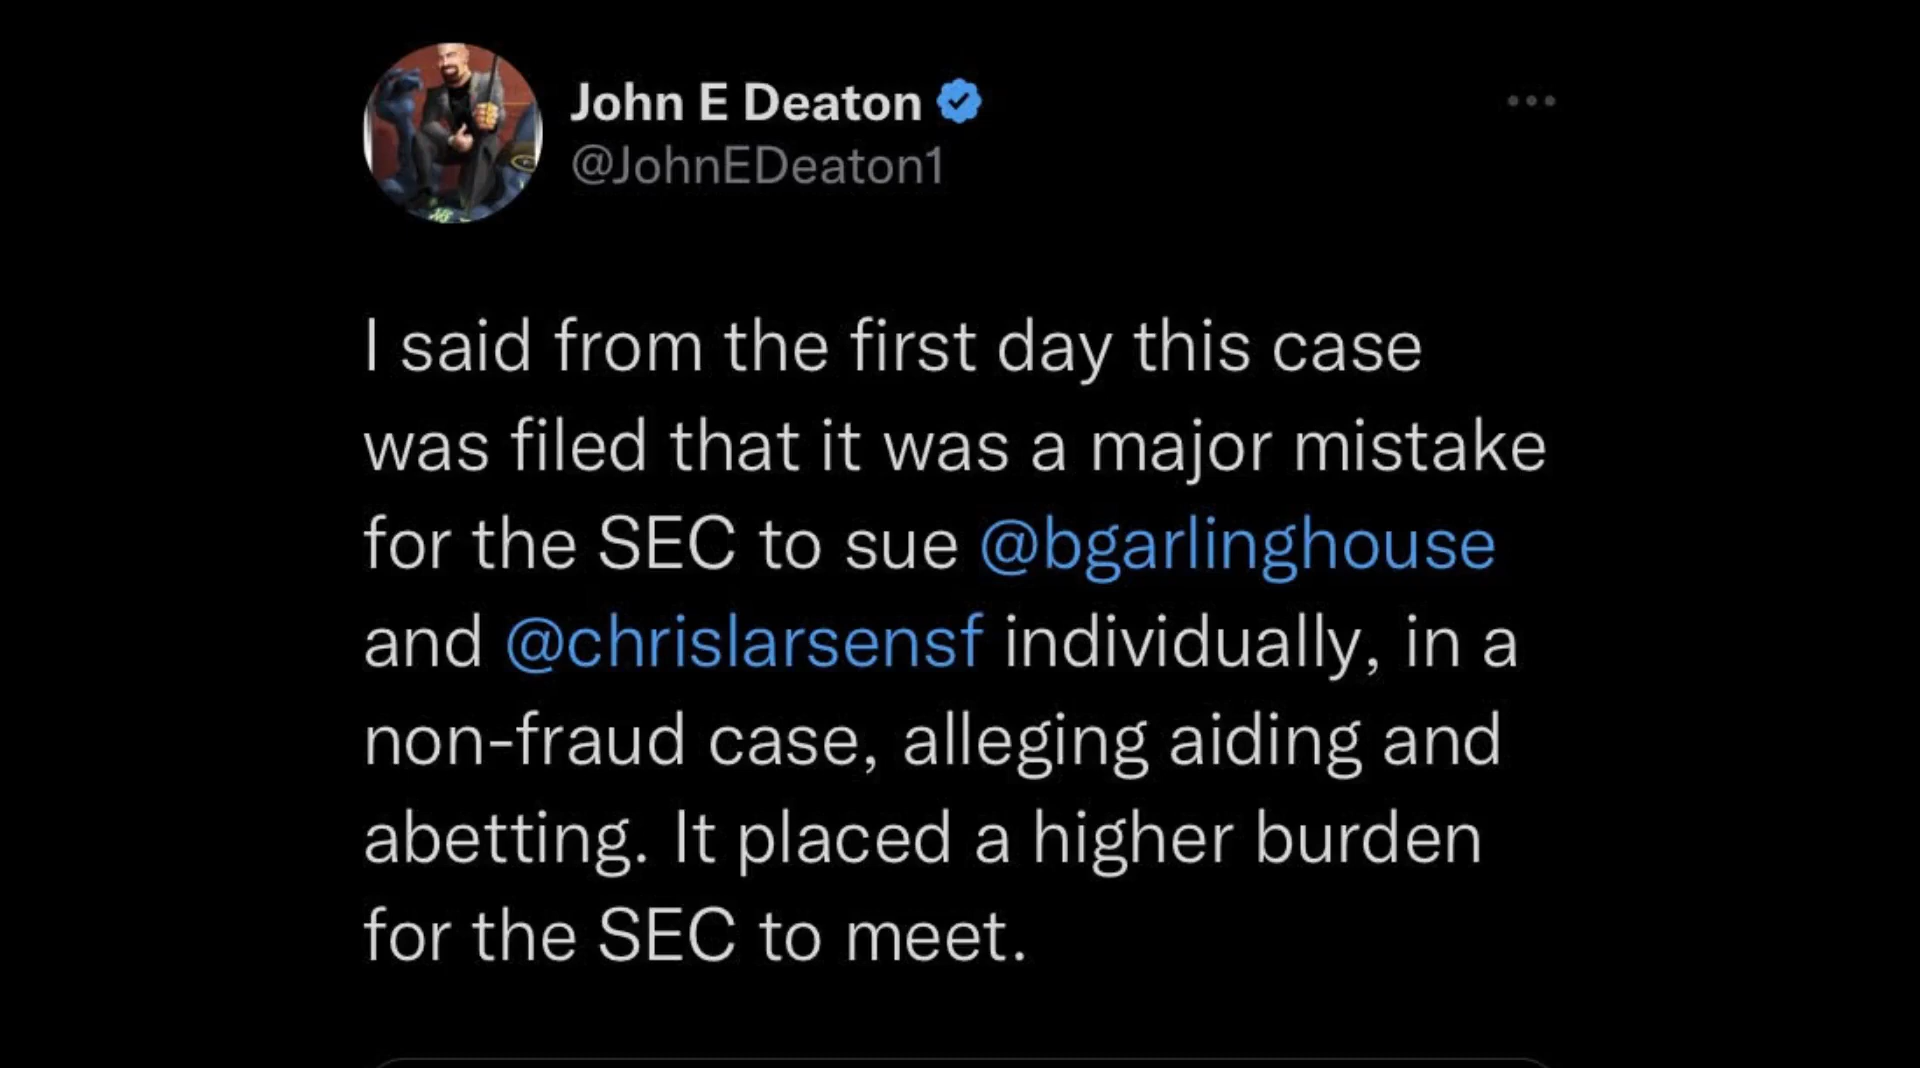 John E Deaton
@JohnEDeaton1
I said from the first day this case
was filed that it was a major mistake
for the SEC to sue @bgarlinghouse
and @chrislarsensf individually, in a
non-fraud case, alleging aiding and
abetting. It placed a higher burden
for the SEC to meet.